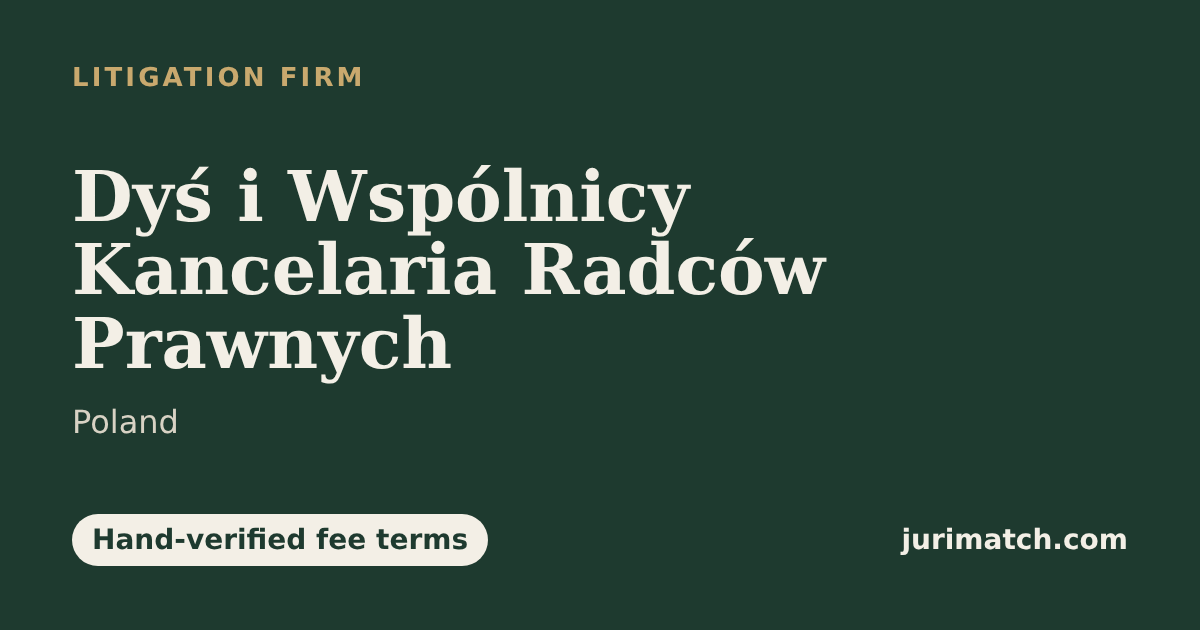 LITIGATION FIRM
Dyś i Wspólnicy
Kancelaria Radców
Prawnych
Poland
Hand-verified fee terms
jurimatch.com